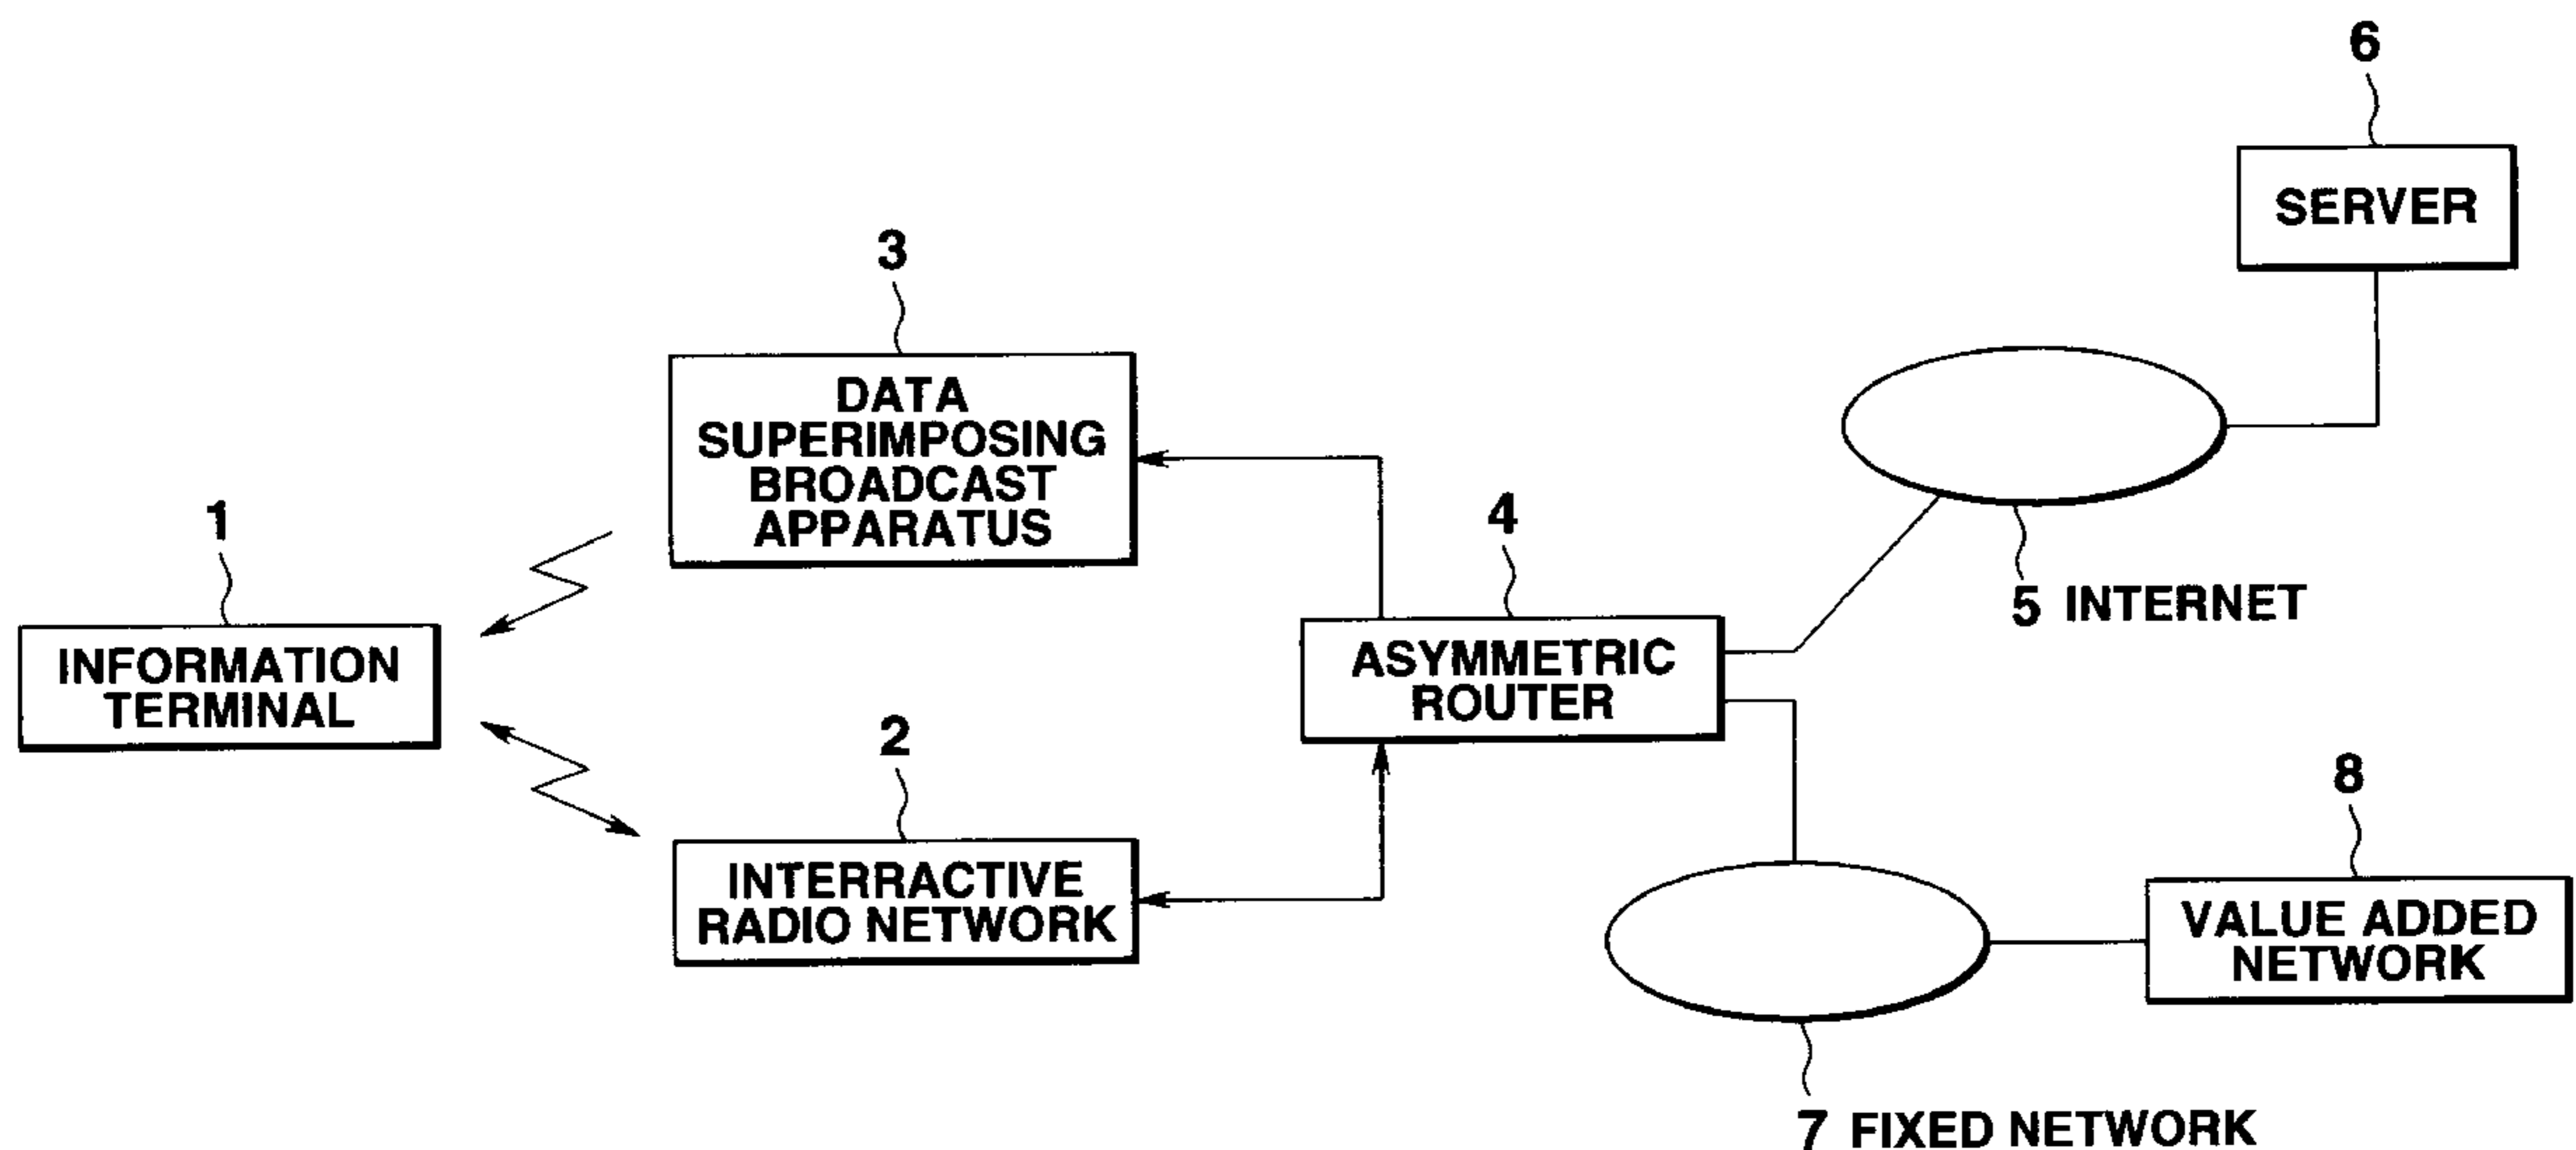 6
SERVER
3
DATA
SUPERIMPOSING
BROADCAST
APPARATUS
1
INFORMATION
TERMINAL
4
ASYMMETRIC
ROUTER
5 INTERNET
2
INTERRACTIVE
RADIO NETWORK
8
VALUE ADDED
NETWORK
7 FIXED NETWORK